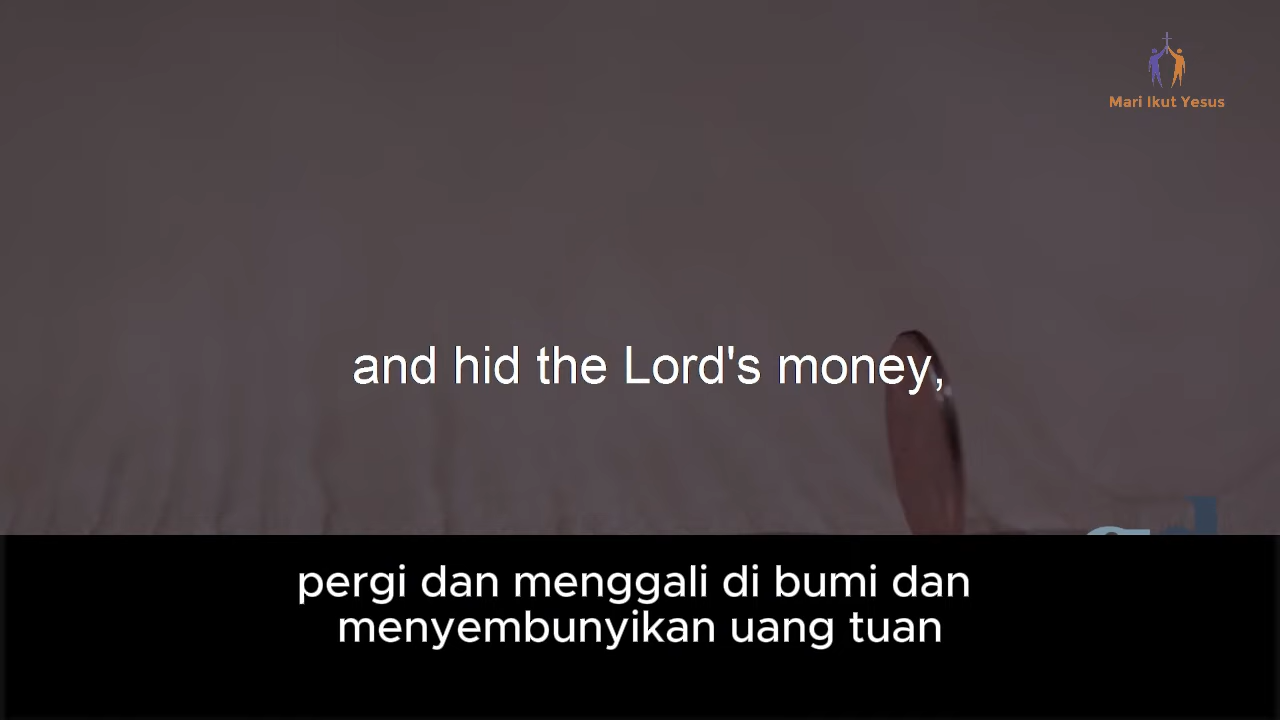 Mari Ikut Yesus
and hid the Lord's money,
pergi dan menggali di bumi dan
menyembunyikan uang tuan